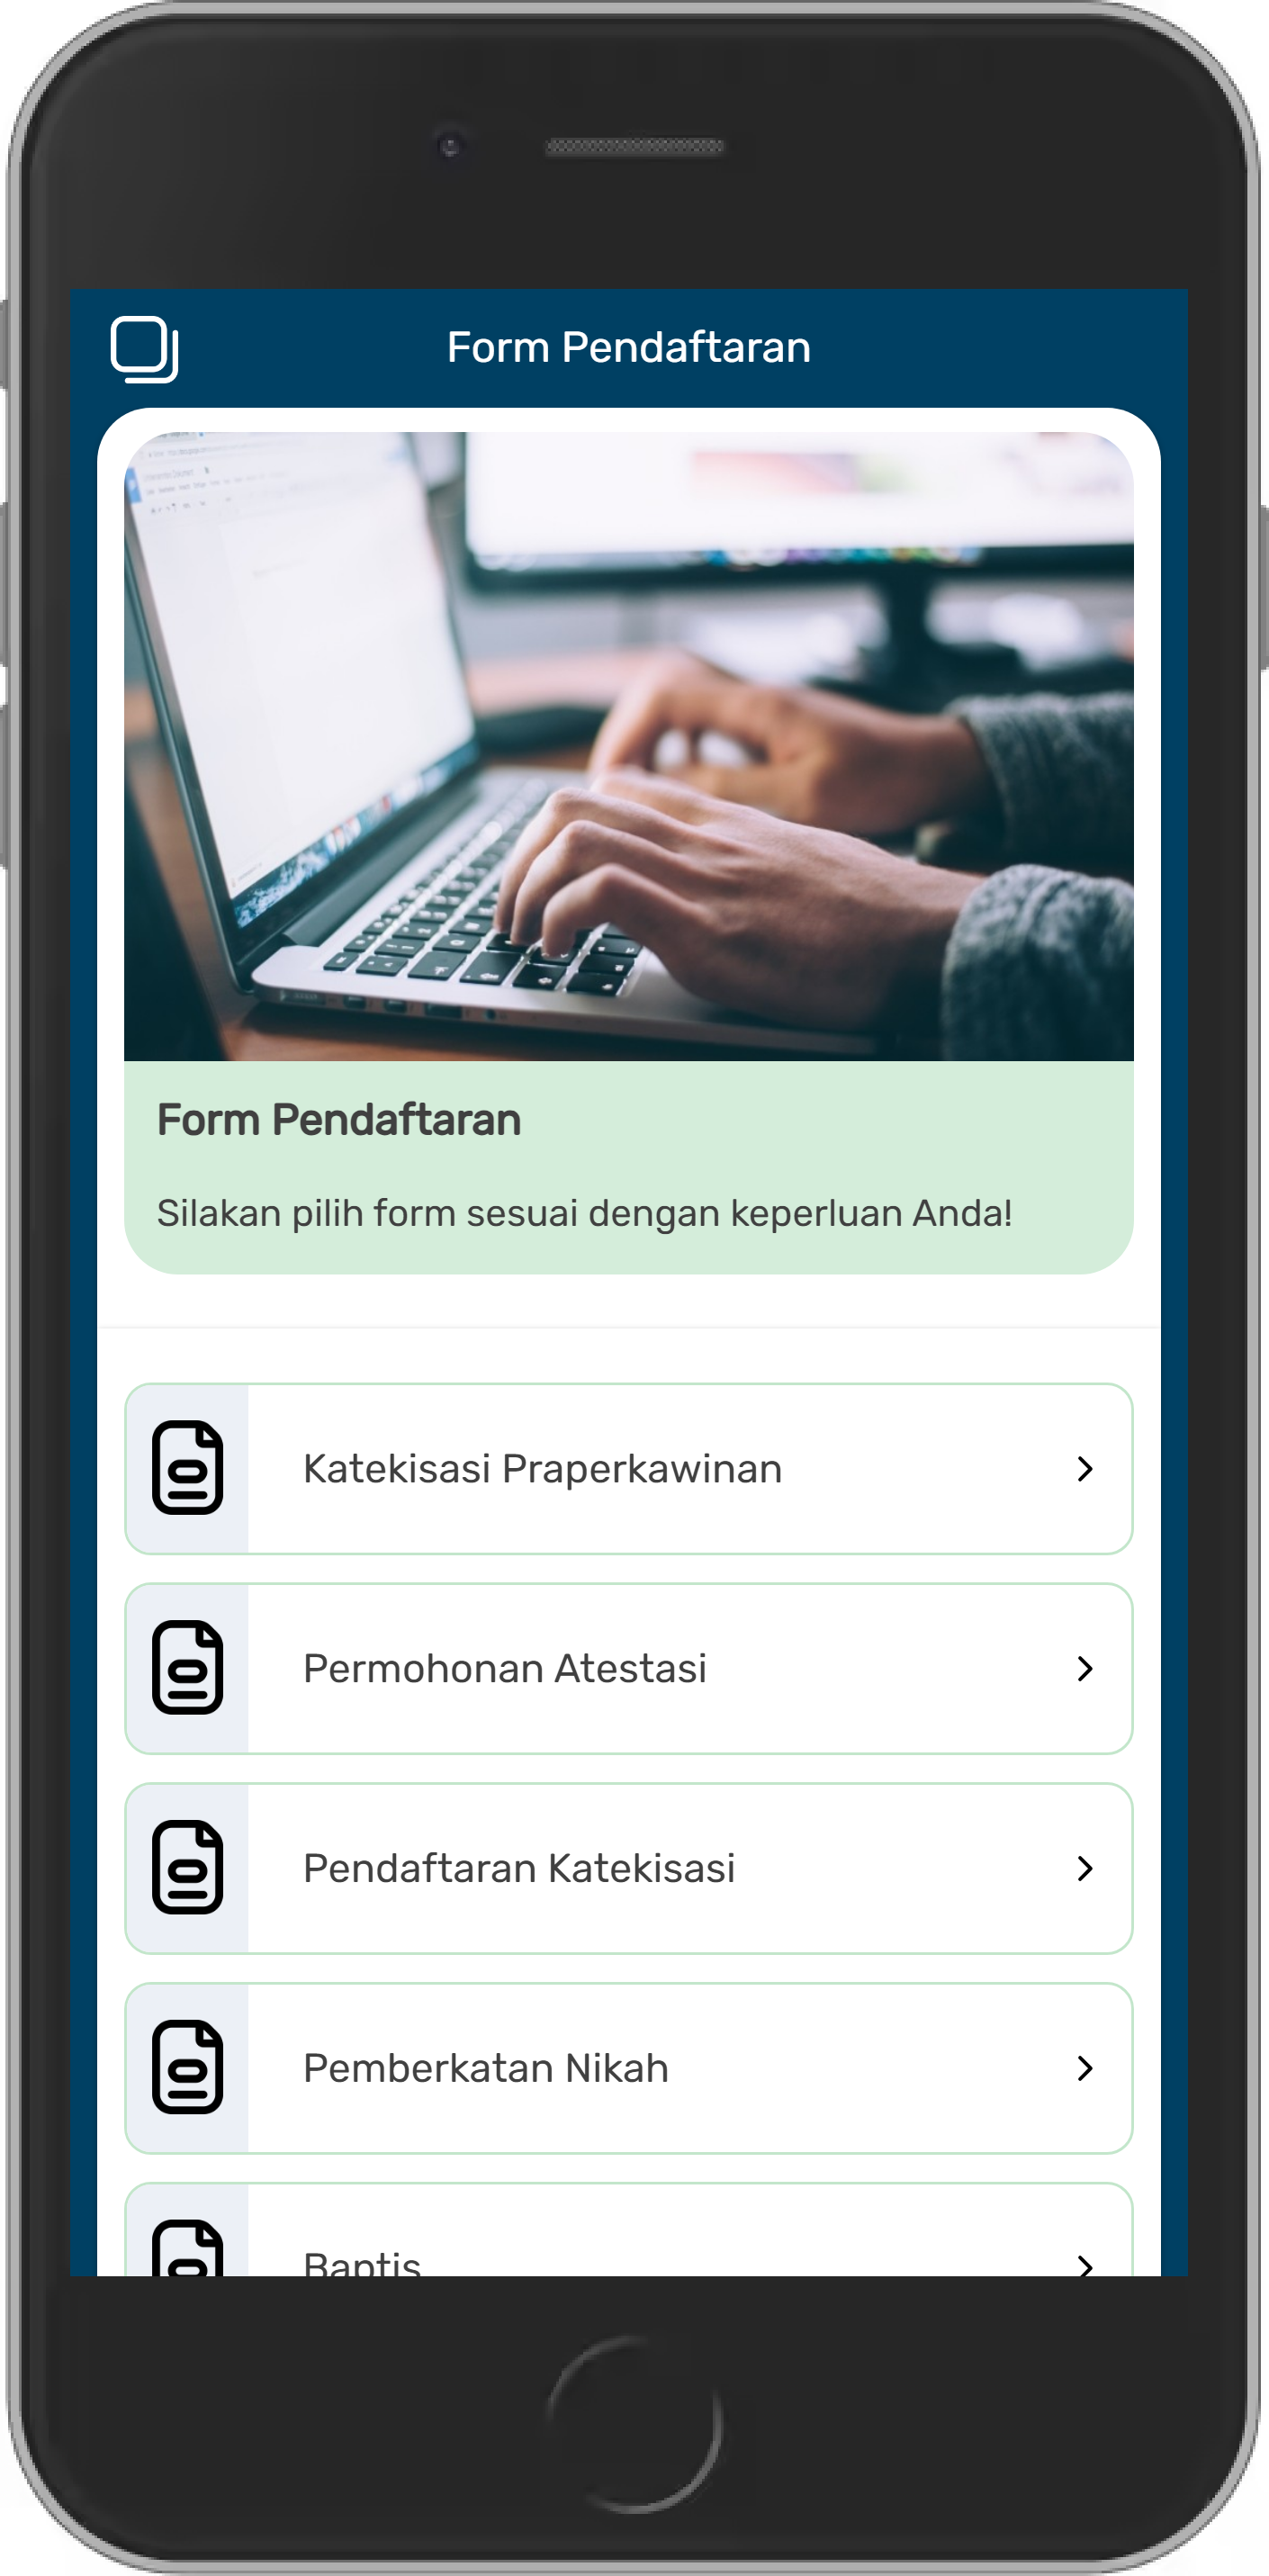 Form Pendaftaran
Form Pendaftaran
Silakan pilih form sesuai dengan keperluan Anda!
Katekisasi Praperkawinan
Permohonan Atestasi
Pendaftaran Katekisasi
Pemberkatan Nikah
Baptis